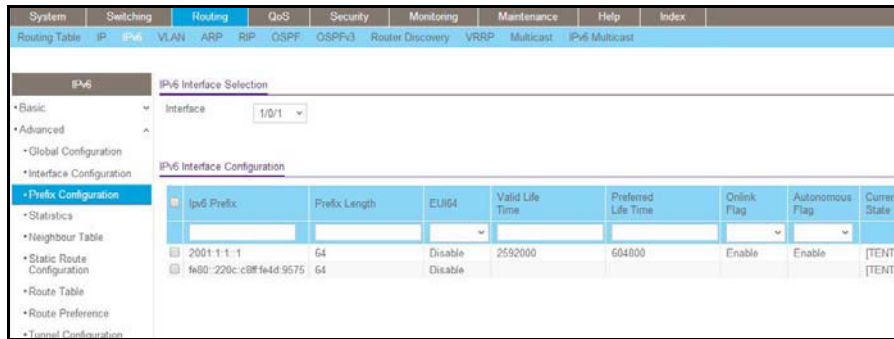 System Switching Routing QoS Security Monitoring Maintenance Help Index
Routing Table IP IPv6 VLAN ARP RIP OSPF OSPFv3 Router Discovery VRRP Multicast IPv6 Multicast
IPv6
• Basic
• Advanced
• Global Configuration
• Interface Configuration
• Prefix Configuration
• Statistics
• Neighbour Table
• Static Route
Configuration
• Route Table
• Route Preference
• Tunnel Configuration
IPv6 Interface Selection
Interface 1/0/1
IPv6 Interface Configuration
Ipv6 Prefix Prefix Length EUI64 Valid Life Time Preferred Life Time Onlink Flag Autonomous Flag Curren State
2001:1:1::1 64 Disable 2592000 604800 Enable Enable [TENT
fe80::220c:c8ff:fe4d:9575 64 Disable [TENT